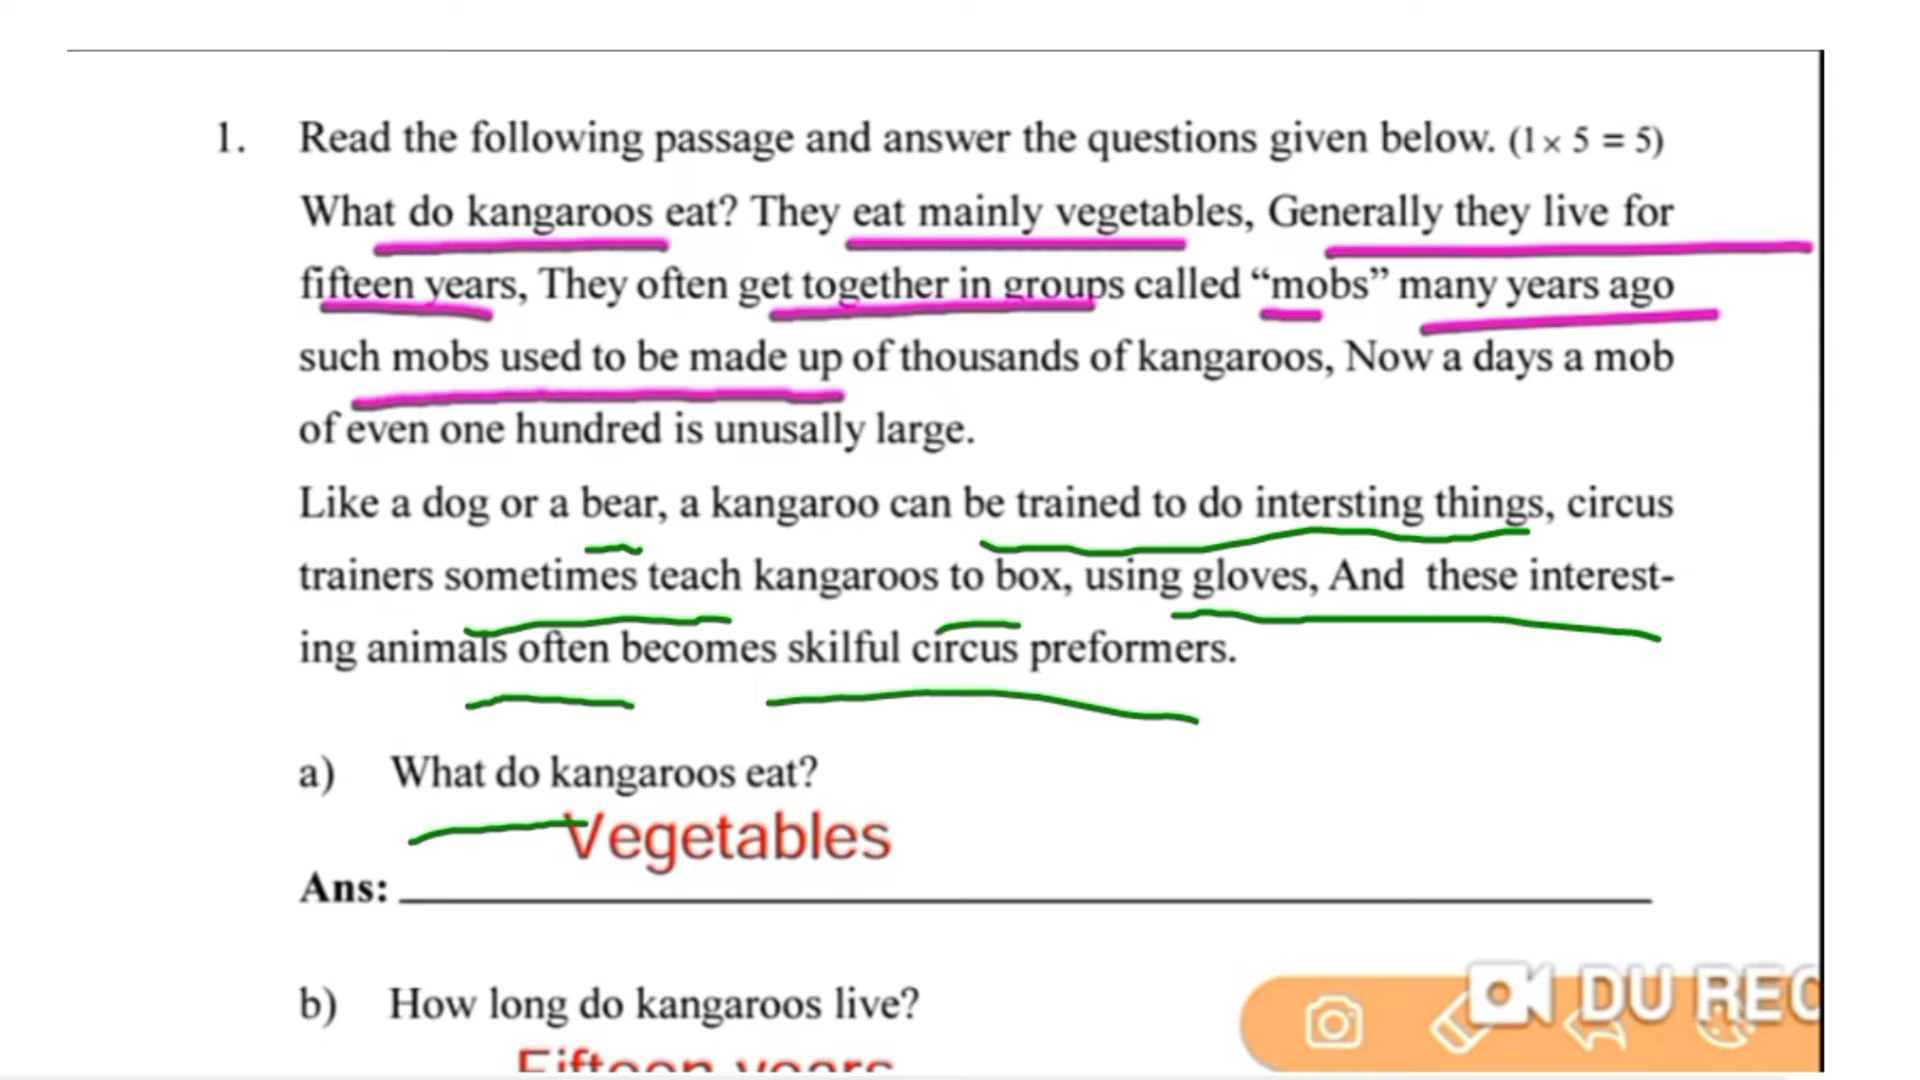 1. Read the following passage and answer the questions given below. (1 × 5 = 5)
What do kangaroos eat? They eat mainly vegetables, Generally they live for
fifteen years, They often get together in groups called “mobs” many years ago
such mobs used to be made up of thousands of kangaroos, Now a days a mob
of even one hundred is unusally large.
Like a dog or a bear, a kangaroo can be trained to do intersting things, circus
trainers sometimes teach kangaroos to box, using gloves, And these interest-
ing animals often becomes skilful circus preformers.
a) What do kangaroos eat?
Vegetables
Ans:
b) How long do kangaroos live?
Fifteen years
DU REC